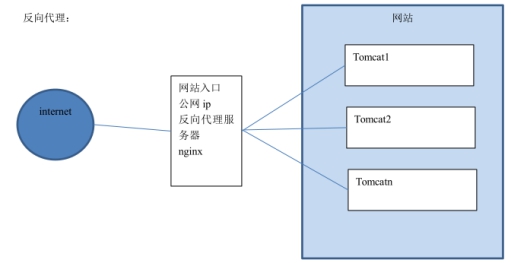 反向代理：
网站
internet
网站入口
公网 ip
反向代理服
务器
nginx
Tomcat1
Tomcat2
Tomcatn